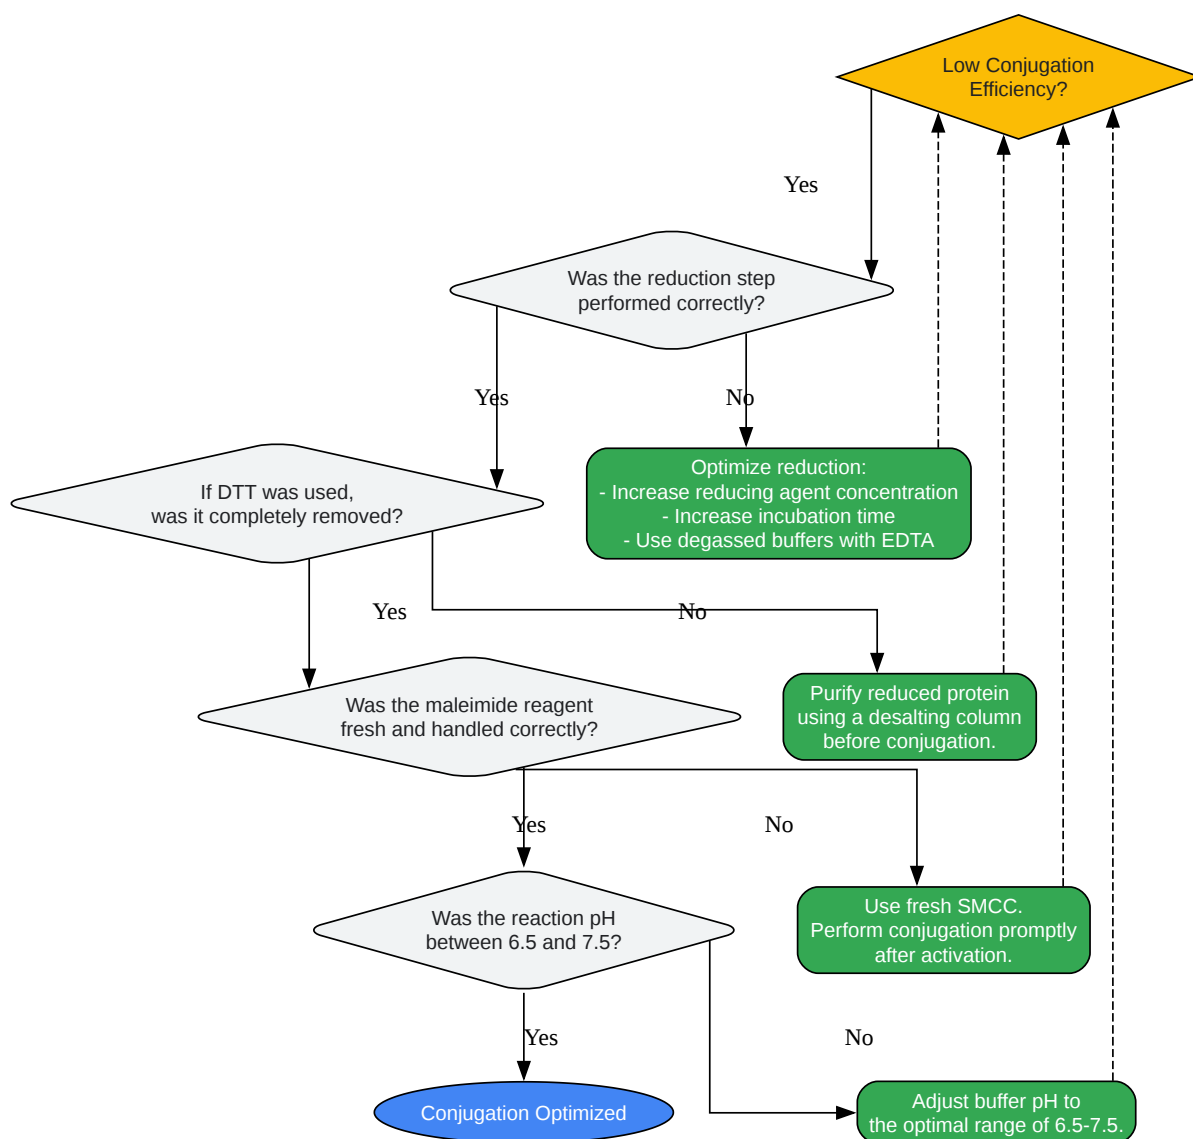 Low Conjugation
Efficiency?
Yes
Was the reduction step
performed correctly?
Yes
No
Optimize reduction:
- Increase reducing agent concentration
- Increase incubation time
- Use degassed buffers with EDTA
If DTT was used,
was it completely removed?
Yes
No
Purify reduced protein
using a desalting column
before conjugation.
Was the maleimide reagent
fresh and handled correctly?
Yes
No
Use fresh SMCC.
Perform conjugation promptly
after activation.
Was the reaction pH
between 6.5 and 7.5?
Yes
No
Conjugation Optimized
Adjust buffer pH to
the optimal range of 6.5-7.5.